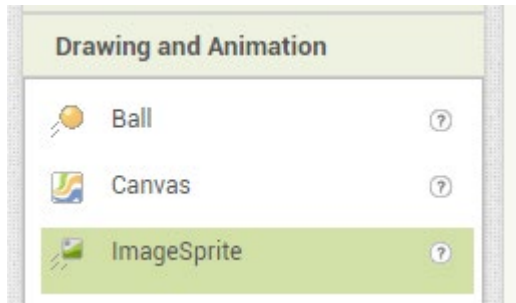 Drawing and Animation
Ball ?
Canvas ?
ImageSprite ?